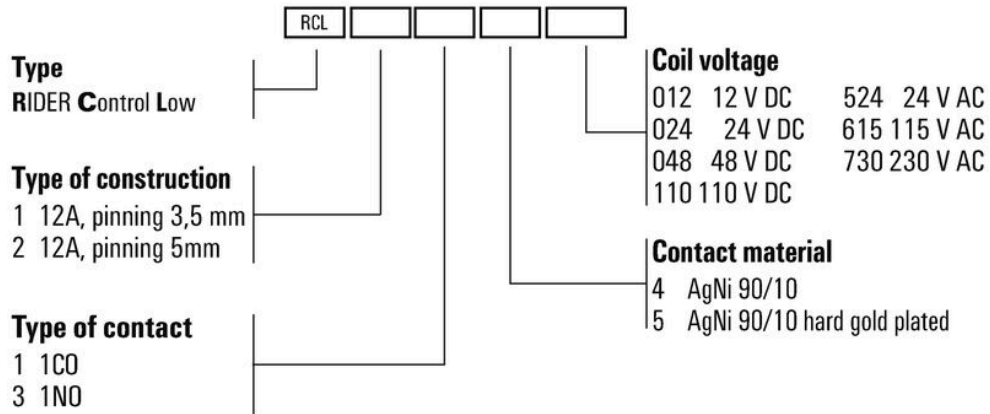 RCL
Type
RIDER Control Low
Type of construction
1 12A, pinning 3,5 mm
2 12A, pinning 5mm
Type of contact
1 1CO
3 1NO
Coil voltage
012 12 V DC 524 24 V AC
024 24 V DC 615 115 V AC
048 48 V DC 730 230 V AC
110 110 V DC
Contact material
4 AgNi 90/10
5 AgNi 90/10 hard gold plated